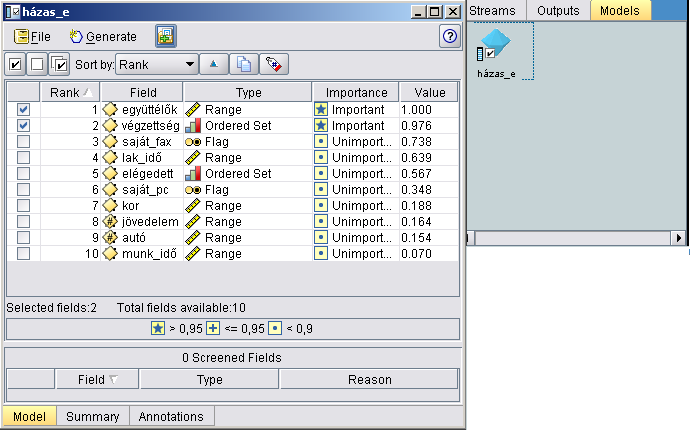 házas_e
File
Generate
Sort by: Rank
Rank Field Type Importance Value
1 együttélők Range Important 1.000
2 végzettség Ordered Set Important 0.976
3 saját_fax Flag Unimport... 0.738
4 lak_idő Range Unimport... 0.639
5 elégedett Ordered Set Unimport... 0.567
6 saját_pc Flag Unimport... 0.348
7 kor Range Unimport... 0.188
8 jövedelem Range Unimport... 0.164
9 autó Range Unimport... 0.154
10 munk_idő Range Unimport... 0.070
Selected fields:2 Total fields available:10
> 0,95 <= 0,95 < 0,9
0 Screened Fields
Field Type Reason
Model Summary Annotations
Streams Outputs Models
házas_e